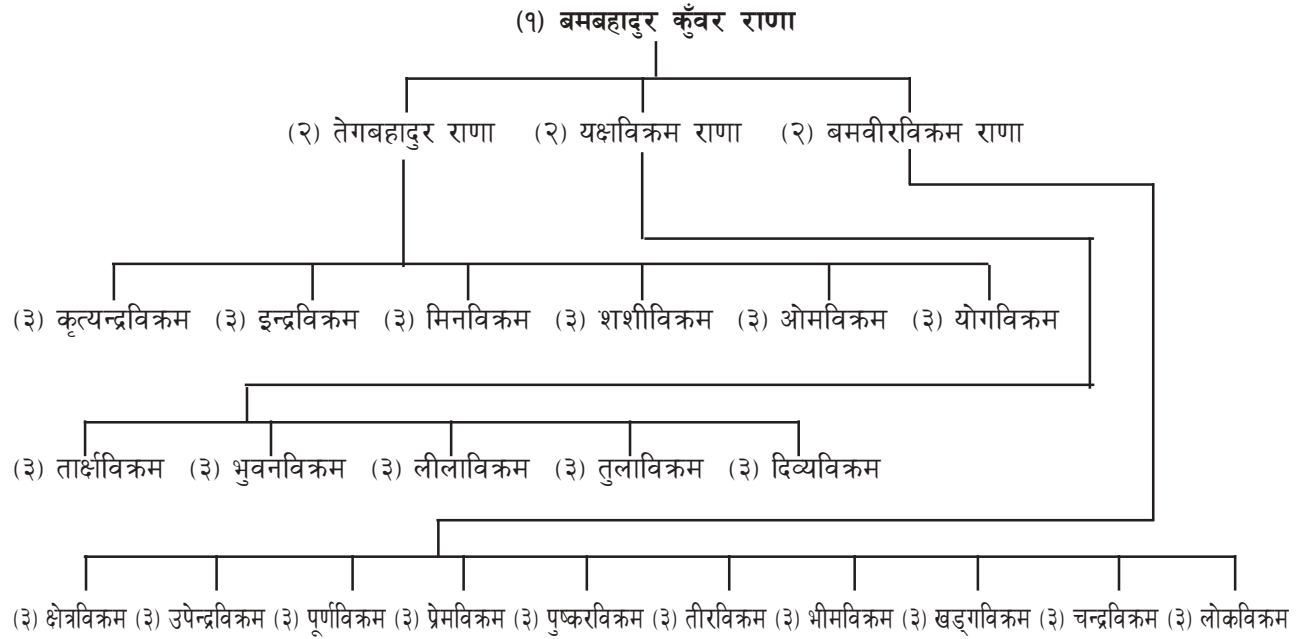 (१) बमबहादुर कुँवर राणा
(२) तेगबहादुर राणा (२) यक्षविक्रम राणा (२) बमवीरविक्रम राणा
(३) कृत्यन्द्रविक्रम (३) इन्द्रविक्रम (३) मिनविक्रम (३) शशीविक्रम (३) ओमविक्रम (३) योगविक्रम
(३) तार्क्षविक्रम (३) भुवनविक्रम (३) लीलाविक्रम (३) तुलाविक्रम (३) दिव्यविक्रम
(३) क्षेत्रविक्रम (३) उपेन्द्रविक्रम (३) पूर्णविक्रम (३) प्रेमविक्रम (३) पुष्करविक्रम (३) तीरविक्रम (३) भीमविक्रम (३) खड्गविक्रम (३) चन्द्रविक्रम (३) लोकविक्रम